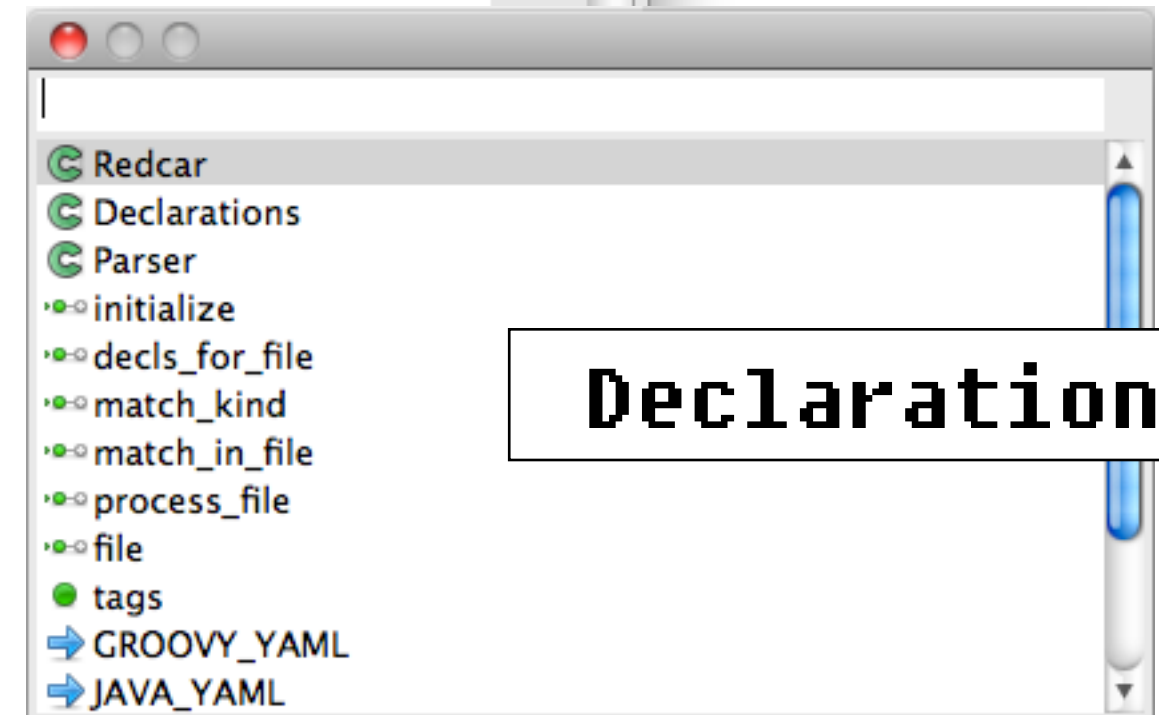 Redcar
Declarations
Parser
initialize
decls_for_file
match_kind
Declaration
match_in_file
process_file
file
tags
GROOVY_YAML
JAVA_YAML